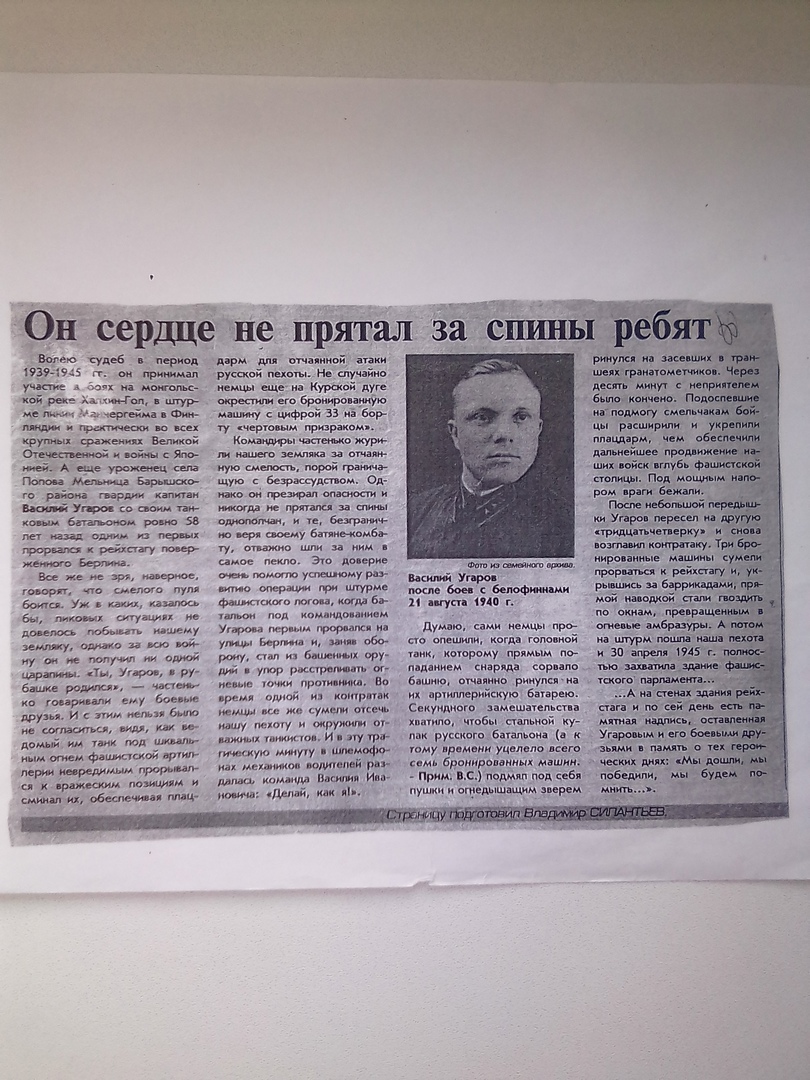 Он сердце не прятал за спины ребят
Волею судеб в период
1939-1945 гг. он принимал
участие в боях на монгольс-
кой реке Халхин-Гол, в штур-
ме линии Маннергейма в Фин-
ляндии и практически во всех
крупных сражениях Великой
Отечественной и войны с Япо-
нией. А еще уроженец села
Попова Мельница Барышско-
го района гвардии капитан
Василий Угаров со своим тан-
ковым батальоном ровно 58
лет назад одним из первых
прорвался к рейхстагу повер-
женного Берлина.
Все же не зря, наверное,
говорят, что смелого пуля
боится. Уж в каких, казалось
бы, пиковых ситуациях не
довелось побывать нашему
земляку, однако за всю вой-
ну он не получил ни одной
царапины. «Ты, Угаров, в ру-
башке родился», — частень-
ко говаривали ему боевые
друзья. И с этим нельзя было
не согласиться, видя, как ве-
домый им танк под шкваль-
ным огнем фашистской артил-
лерии невредимым прорывал-
ся к вражеским позициям и
сминал их, обеспечивая плац-
дарм для отчаянной атаки
русской пехоты. Не случайно
немцы еще на Курской дуге
окрестили его бронированную
машину с цифрой 33 на бор-
ту «чертовым призраком».
Командиры частенько жури-
ли нашего земляка за отчаян-
ную смелость, порой гранича-
щую с безрассудством. Од-
нако он презирал опасности и
никогда не прятался за спины
однополчан, и те, безгранич-
но веря своему батяне-комба-
ту, отважно шли за ним в
самое пекло. Это доверие
очень помогло успешному раз-
витию операции при штурме
фашистского логова, когда ба-
тальон под командованием
Угарова первым прорвался на
улицы Берлина и, заняв обо-
рону, стал из башенных ору-
дий в упор расстреливать ог-
невые точки противника. Во
время одной из контратак
немцы все же сумели отсечь
нашу пехоту и окружили от-
важных танкистов. И в эту тра-
гическую минуту в шлемофо-
нах механиков водителей раз-
далась команда Василия Ива-
новича: «Делай, как я!».
Фото из семейного архива.
Василий Угаров
после боев с белофиннами
21 августа 1940 г.
Думаю, сами немцы про-
сто опешили, когда головной
танк, которому прямым по-
паданием снаряда сорвало
башню, отчаянно ринулся на
их артиллерийскую батарею.
Секундного замешательства
хватило, чтобы стальной ку-
лак русского батальона (а к
тому времени уцелело всего
семь бронированных машин.
- Прим. В.С.) подмял под себя
пушки и огнедышащим зверем
ринулся на засевших в тран-
шеях гранатометчиков. Через
десять минут с неприятелем
было кончено. Подоспевшие
на подмогу смельчакам бой-
цы расширили и укрепили
плацдарм, чем обеспечили
дальнейшее продвижение на-
ших войск вглубь фашистской
столицы. Под мощным напо-
ром враги бежали.
После небольшой передыш-
ки Угаров пересел на другую
«тридцатьчетверку» и снова
возглавил контратаку. Три бро-
нированные машины сумели
прорваться к рейхстагу и, ук-
рывшись за баррикадами, пря-
мой наводкой стали гвоздить
по окнам, превращенным в
огневые амбразуры. А потом
на штурм пошла наша пехота
и 30 апреля 1945 г. полнос-
тью захватила здание фашис-
тского парламента...
...А на стенах здания рейх-
стага и по сей день есть па-
мятная надпись, оставленная
Угаровым и его боевыми дру-
зьями в память о тех герои-
ческих днях: «Мы дошли, мы
победили, мы будем по-
мнить...».
Страницу подготовил Владимир СИЛАНТЬЕВ.